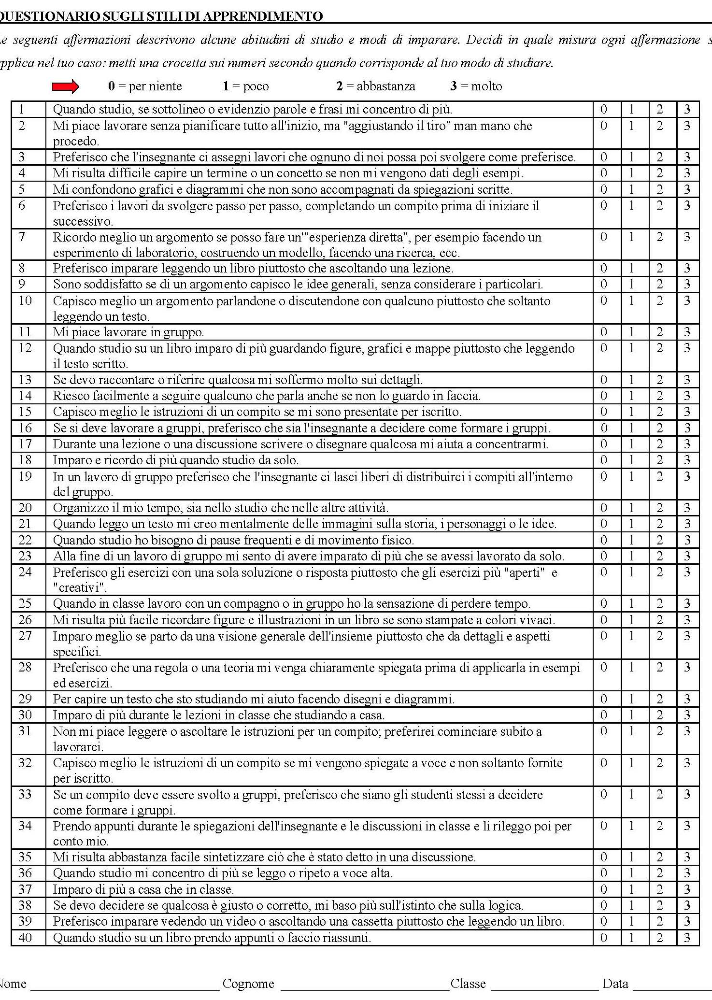 QUESTIONARIO SUGLI STILI DI APPRENDIMENTO
Le seguenti affermazioni descrivono alcune abitudini di studio e modi di imparare. Decidi in quale misura ogni affermazione s
applica nel tuo caso: metti una crocetta sui numeri secondo quando corrisponde al tuo modo di studiare.
0 = per niente 1 = poco 2 = abbastanza 3 = molto
1 Quando studio, se sottolineo o evidenzio parole e frasi mi concentro di più. 0 1 2 3
2 Mi piace lavorare senza pianificare tutto all'inizio, ma "aggiustando il tiro" man mano che 0 1 2 3
procedo.
3 Preferisco che l'insegnante ci assegni lavori che ognuno di noi possa poi svolgere come preferisce. 0 1 2 3
4 Mi risulta difficile capire un termine o un concetto se non mi vengono dati degli esempi. 0 1 2 3
5 Mi confondono grafici e diagrammi che non sono accompagnati da spiegazioni scritte. 0 1 2 3
6 Preferisco i lavori da svolgere passo per passo, completando un compito prima di iniziare il 0 1 2 3
successivo.
7 Ricordo meglio un argomento se posso fare un'"esperienza diretta", per esempio facendo un 0 1 2 3
esperimento di laboratorio, costruendo un modello, facendo una ricerca, ecc.
8 Preferisco imparare leggendo un libro piuttosto che ascoltando una lezione. 0 1 2 3
9 Sono soddisfatto se di un argomento capisco le idee generali, senza considerare i particolari. 0 1 2 3
10 Capisco meglio un argomento parlandone o discutendone con qualcuno piuttosto che soltanto 0 1 2 3
leggendo un testo.
11 Mi piace lavorare in gruppo. 0 1 2 3
12 Quando studio su un libro imparo di più guardando figure, grafici e mappe piuttosto che leggendo 0 1 2 3
il testo scritto.
13 Se devo raccontare o riferire qualcosa mi soffermo molto sui dettagli. 0 1 2 3
14 Riesco facilmente a seguire qualcuno che parla anche se non lo guardo in faccia. 0 1 2 3
15 Capisco meglio le istruzioni di un compito se mi sono presentate per iscritto. 0 1 2 3
16 Se si deve lavorare a gruppi, preferisco che sia l'insegnante a decidere come formare i gruppi. 0 1 2 3
17 Durante una lezione o una discussione scrivere o disegnare qualcosa mi aiuta a concentrarmi. 0 1 2 3
18 Imparo e ricordo di più quando studio da solo. 0 1 2 3
19 In un lavoro di gruppo preferisco che l'insegnante ci lasci liberi di distribuirci i compiti all'interno 0 1 2 3
del gruppo.
20 Organizzo il mio tempo, sia nello studio che nelle altre attività. 0 1 2 3
21 Quando leggo un testo mi creo mentalmente delle immagini sulla storia, i personaggi o le idee. 0 1 2 3
22 Quando studio ho bisogno di pause frequenti e di movimento fisico. 0 1 2 3
23 Alla fine di un lavoro di gruppo mi sento di avere imparato di più che se avessi lavorato da solo. 0 1 2 3
24 Preferisco gli esercizi con una sola soluzione o risposta piuttosto che gli esercizi più "aperti" e 0 1 2 3
"creativi".
25 Quando in classe lavoro con un compagno o in gruppo ho la sensazione di perdere tempo. 0 1 2 3
26 Mi risulta più facile ricordare figure e illustrazioni in un libro se sono stampate a colori vivaci. 0 1 2 3
27 Imparo meglio se parto da una visione generale dell'insieme piuttosto che da dettagli e aspetti 0 1 2 3
specifici.
28 Preferisco che una regola o una teoria mi venga chiaramente spiegata prima di applicarla in esempi 0 1 2 3
ed esercizi.
29 Per capire un testo che sto studiando mi aiuto facendo disegni e diagrammi. 0 1 2 3
30 Imparo di più durante le lezioni in classe che studiando a casa. 0 1 2 3
31 Non mi piace leggere o ascoltare le istruzioni per un compito; preferirei cominciare subito a 0 1 2 3
lavorarci.
32 Capisco meglio le istruzioni di un compito se mi vengono spiegate a voce e non soltanto fornite 0 1 2 3
per iscritto.
33 Se un compito deve essere svolto a gruppi, preferisco che siano gli studenti stessi a decidere 0 1 2 3
come formare i gruppi.
34 Prendo appunti durante le spiegazioni dell'insegnante e le discussioni in classe e li rileggo poi per 0 1 2 3
conto mio.
35 Mi risulta abbastanza facile sintetizzare ciò che è stato detto in una discussione. 0 1 2 3
36 Quando studio mi concentro di più se leggo o ripeto a voce alta. 0 1 2 3
37 Imparo di più a casa che in classe. 0 1 2 3
38 Se devo decidere se qualcosa è giusto o corretto, mi baso più sull'istinto che sulla logica. 0 1 2 3
39 Preferisco imparare vedendo un video o ascoltando una cassetta piuttosto che leggendo un libro. 0 1 2 3
40 Quando studio su un libro prendo appunti o faccio riassunti. 0 1 2 3
Nome Cognome Classe Data